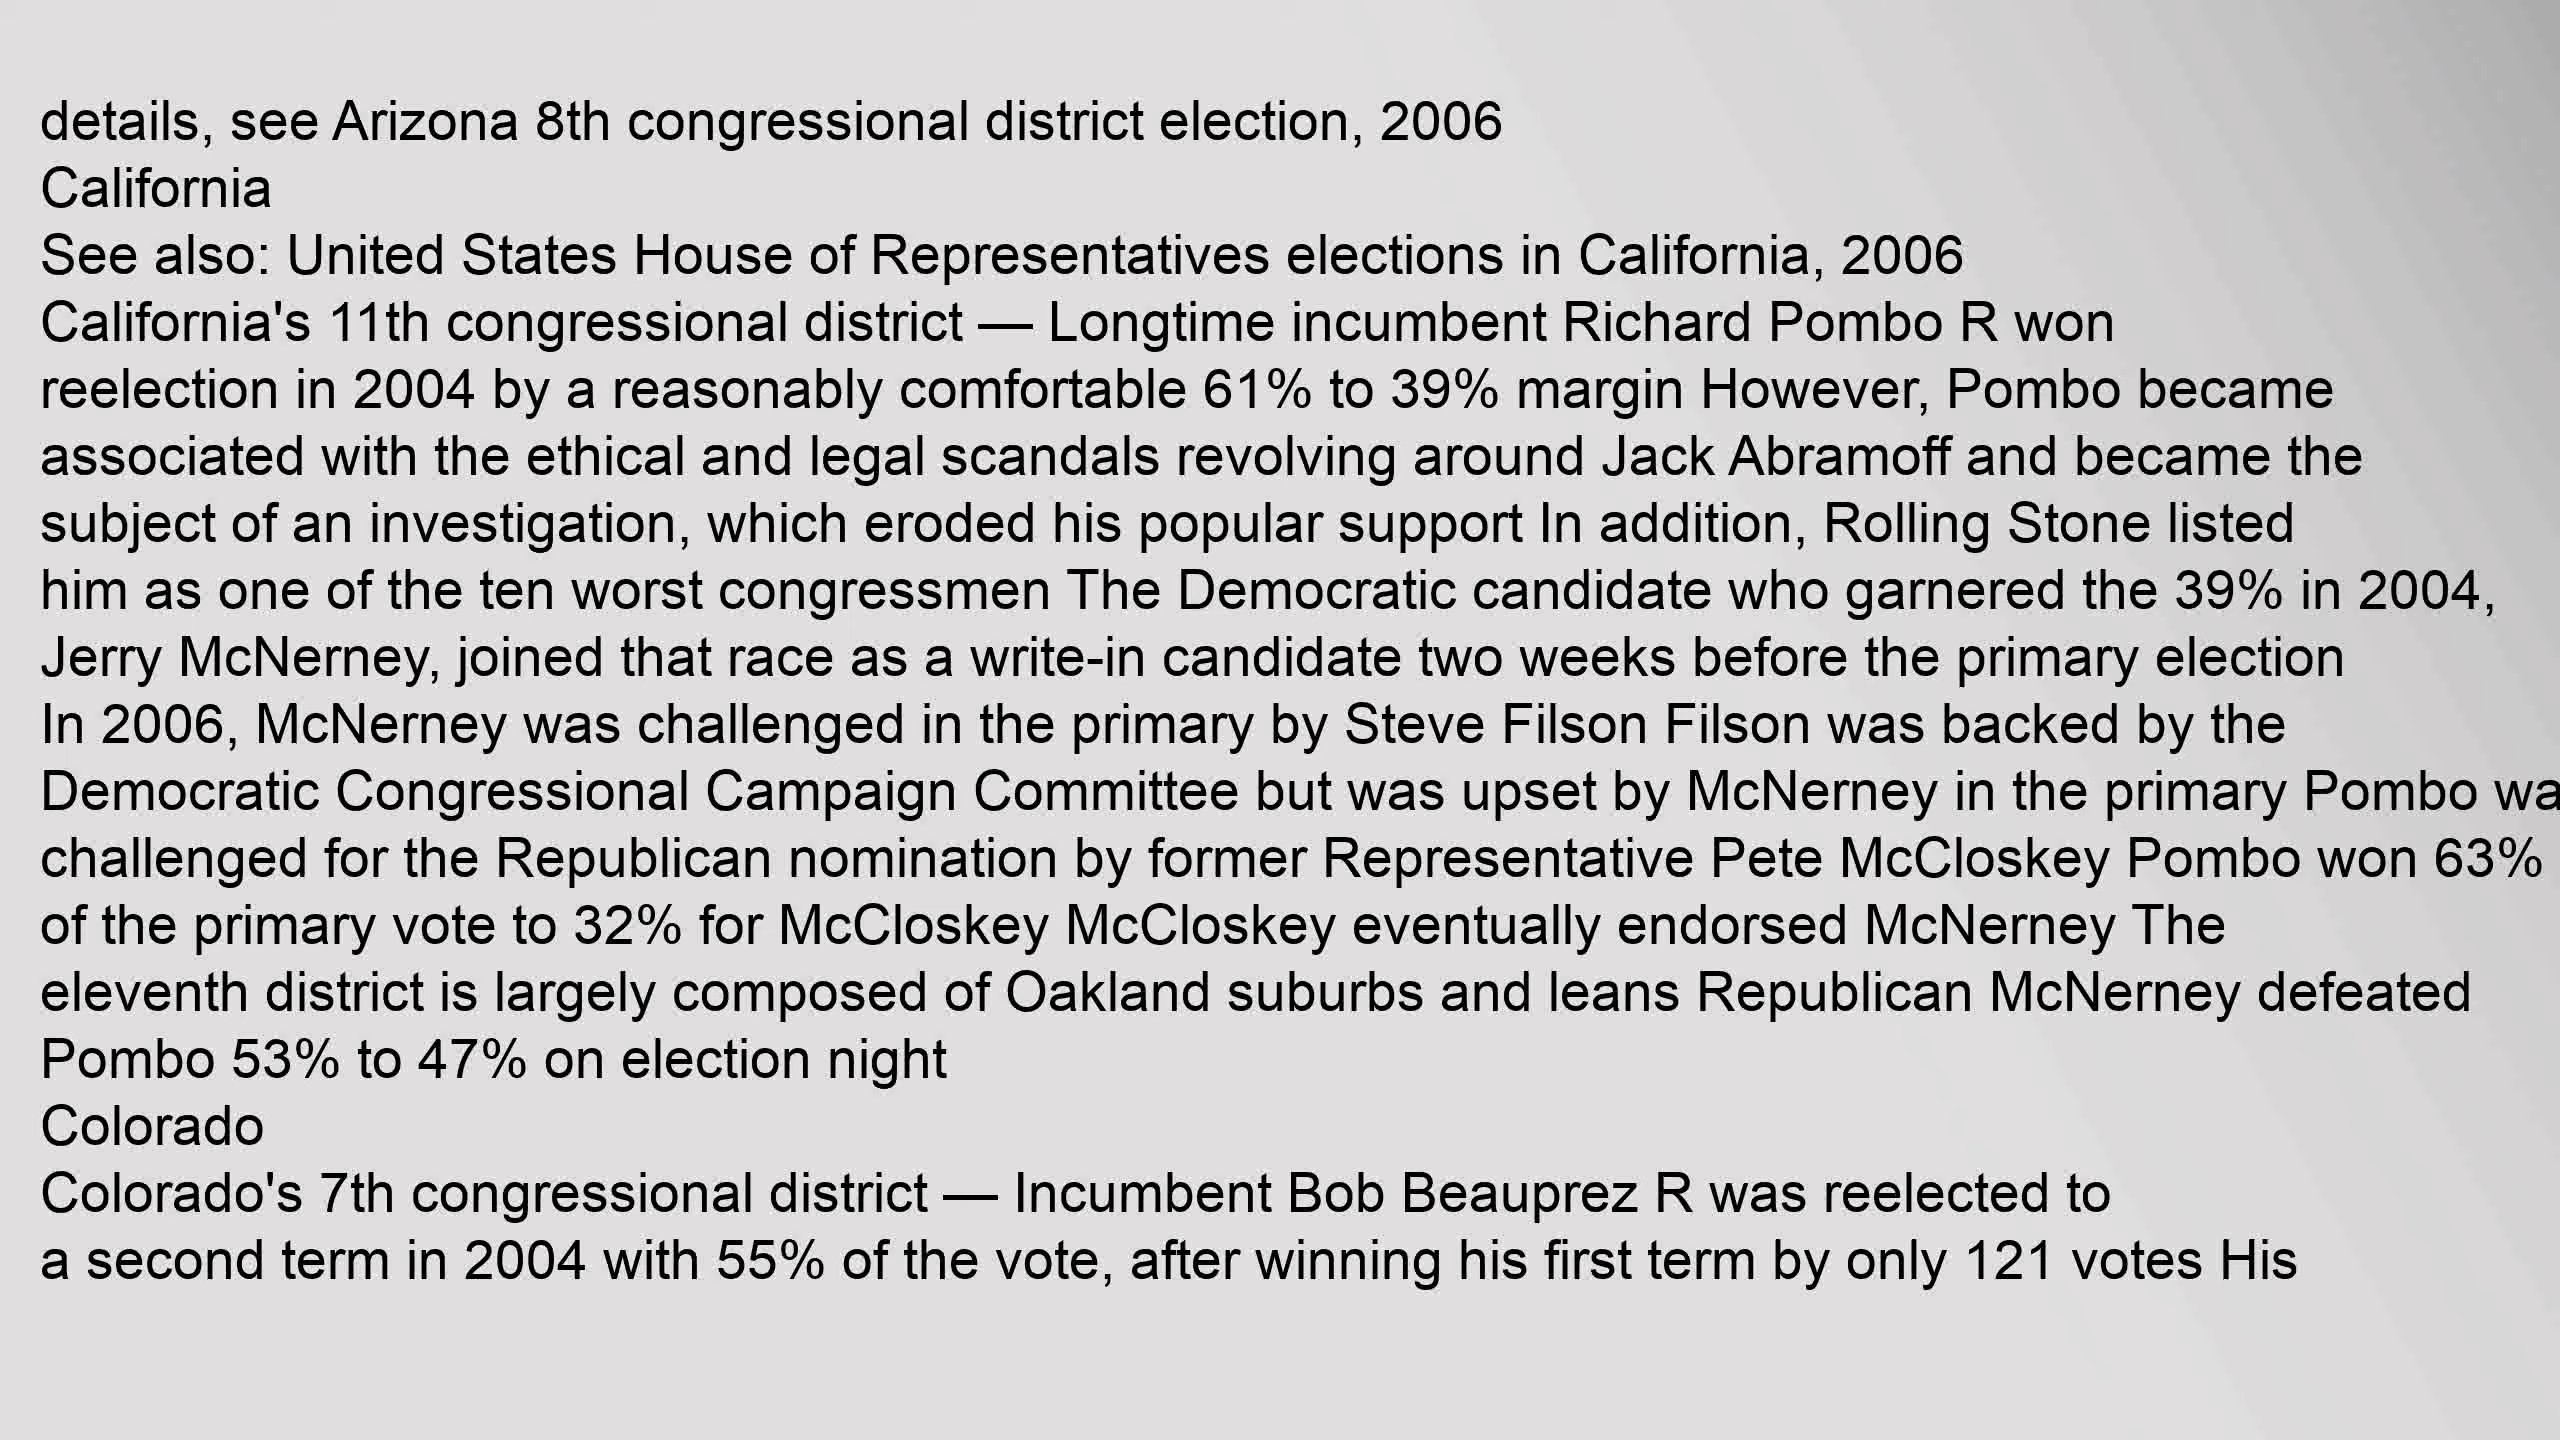 details, see Arizona 8th congressional district election, 2006
California
See also: United States House of Representatives elections in California, 2006
California's 11th congressional district — Longtime incumbent Richard Pombo R won
reelection in 2004 by a reasonably comfortable 61% to 39% margin However, Pombo became
associated with the ethical and legal scandals revolving around Jack Abramoff and became the
subject of an investigation, which eroded his popular support In addition, Rolling Stone listed
him as one of the ten worst congressmen The Democratic candidate who garnered the 39% in 2004,
Jerry McNerney, joined that race as a write-in candidate two weeks before the primary election
In 2006, McNerney was challenged in the primary by Steve Filson Filson was backed by the
Democratic Congressional Campaign Committee but was upset by McNerney in the primary Pombo wa
challenged for the Republican nomination by former Representative Pete McCloskey Pombo won 63%
of the primary vote to 32% for McCloskey McCloskey eventually endorsed McNerney The
eleventh district is largely composed of Oakland suburbs and leans Republican McNerney defeated
Pombo 53% to 47% on election night
Colorado
Colorado's 7th congressional district — Incumbent Bob Beauprez R was reelected to
a second term in 2004 with 55% of the vote, after winning his first term by only 121 votes His